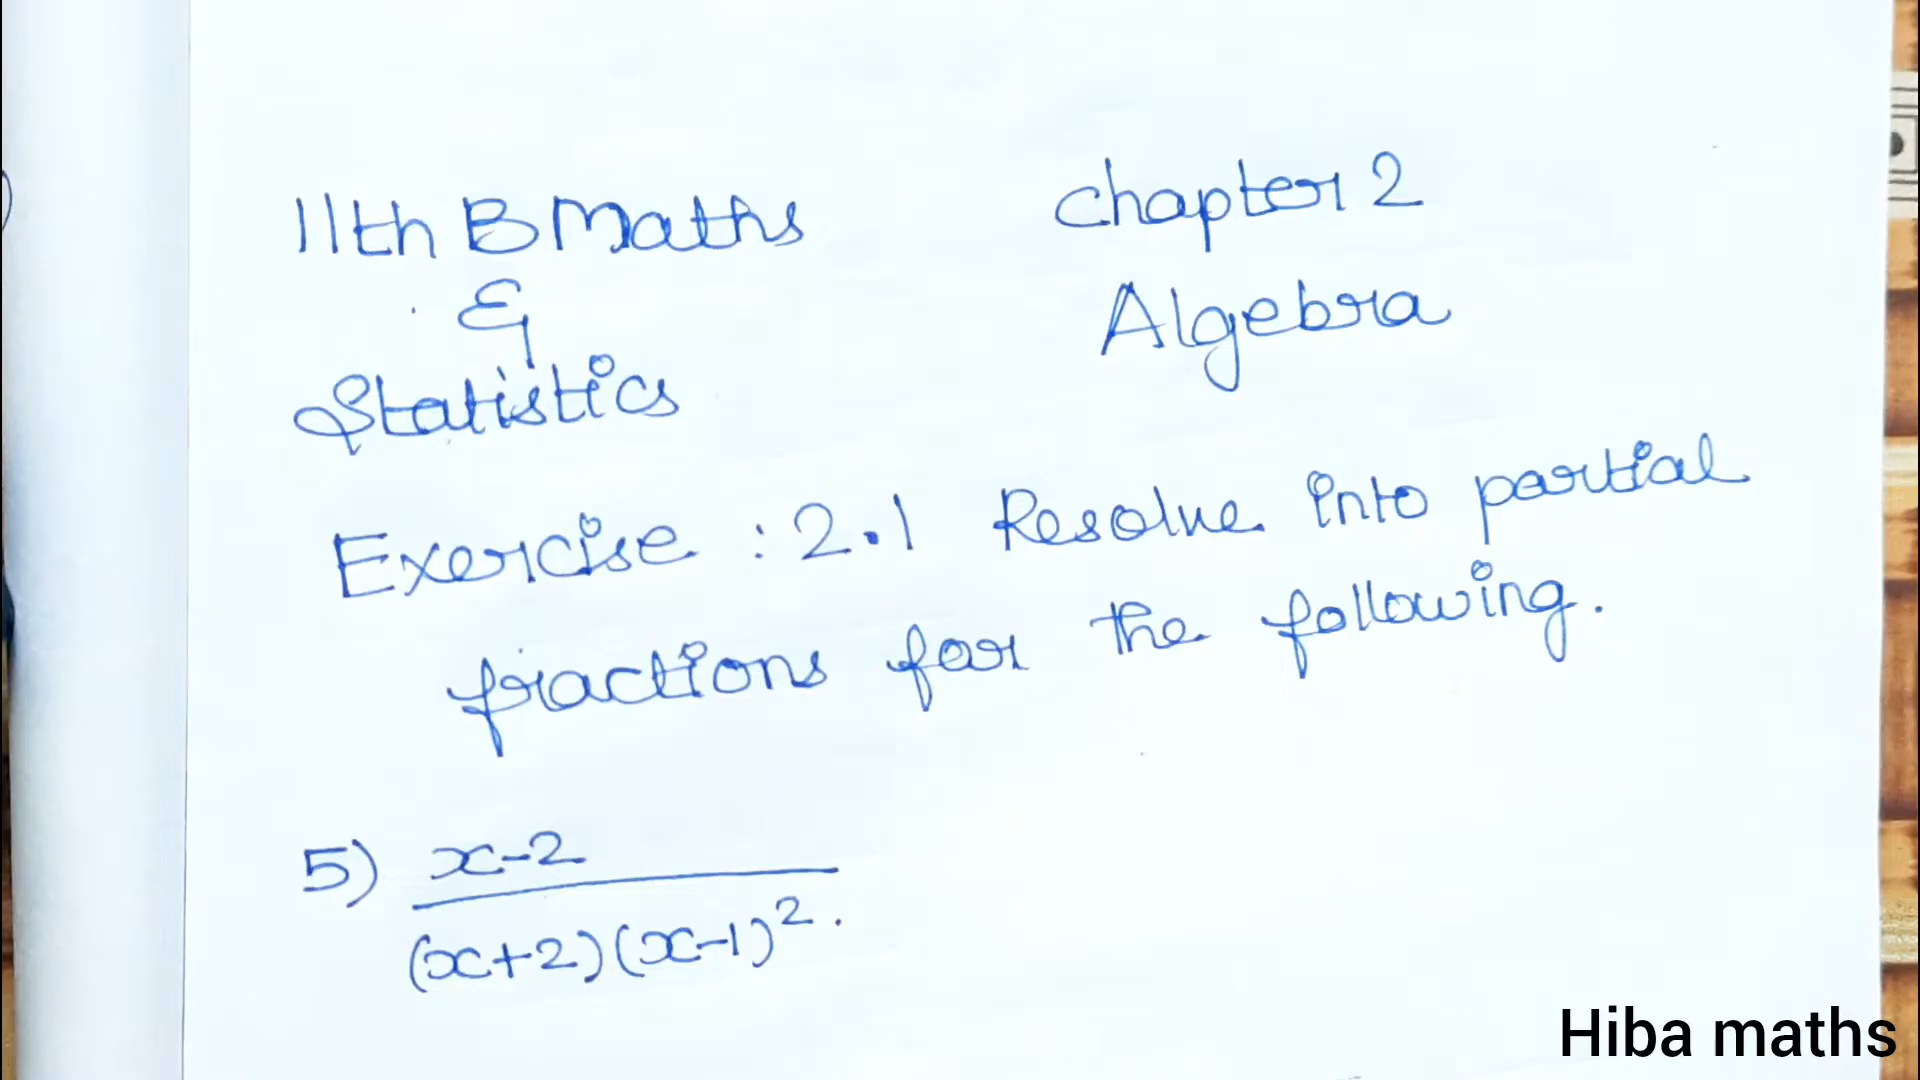 11th B Maths
&
Statistics
Chapter 2
Algebra
Exercise : 2.1 Resolve into partial
fractions for the following.
5) x-2
(x+2)(x-1)².
Hiba maths